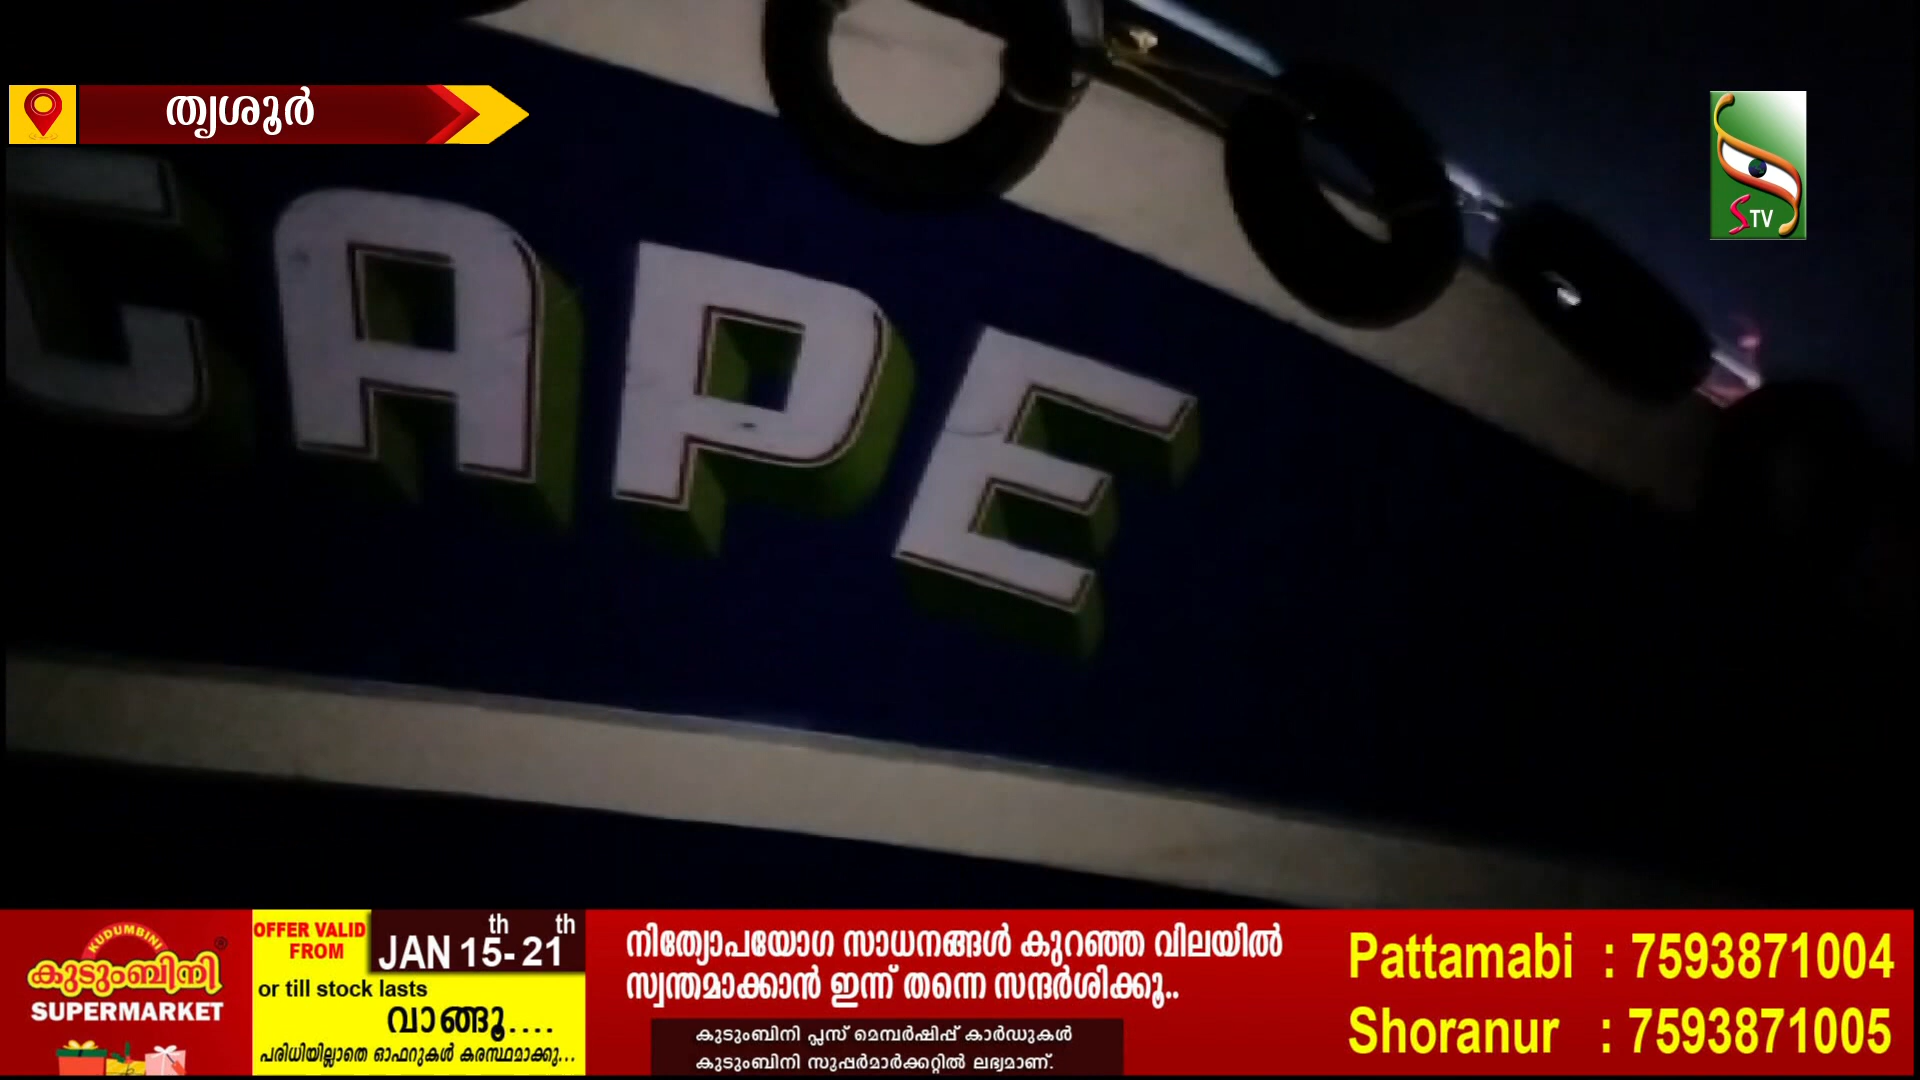 തൃശൂർ
STV
CAPE
KUDUMBINI
കുടുംബിനി
®
SUPERMARKET
OFFER VALID
FROM
JAN 15th- 21th
or till stock lasts
വാങ്ങൂ....
പരിധിയില്ലാതെ ഓഫറുകൾ കരസ്ഥമാക്കൂ...
നിത്യോപയോഗ സാധനങ്ങൾ കുറഞ്ഞ വിലയിൽ
സ്വന്തമാക്കാൻ ഇന്ന് തന്നെ സന്ദർശിക്കൂ..
കുടുംബിനി പ്ലസ് മെമ്പർഷിപ്പ് കാർഡുകൾ
കുടുംബിനി സൂപ്പർമാർക്കറ്റിൽ ലഭ്യമാണ്.
Pattamabi : 7593871004
Shoranur : 7593871005